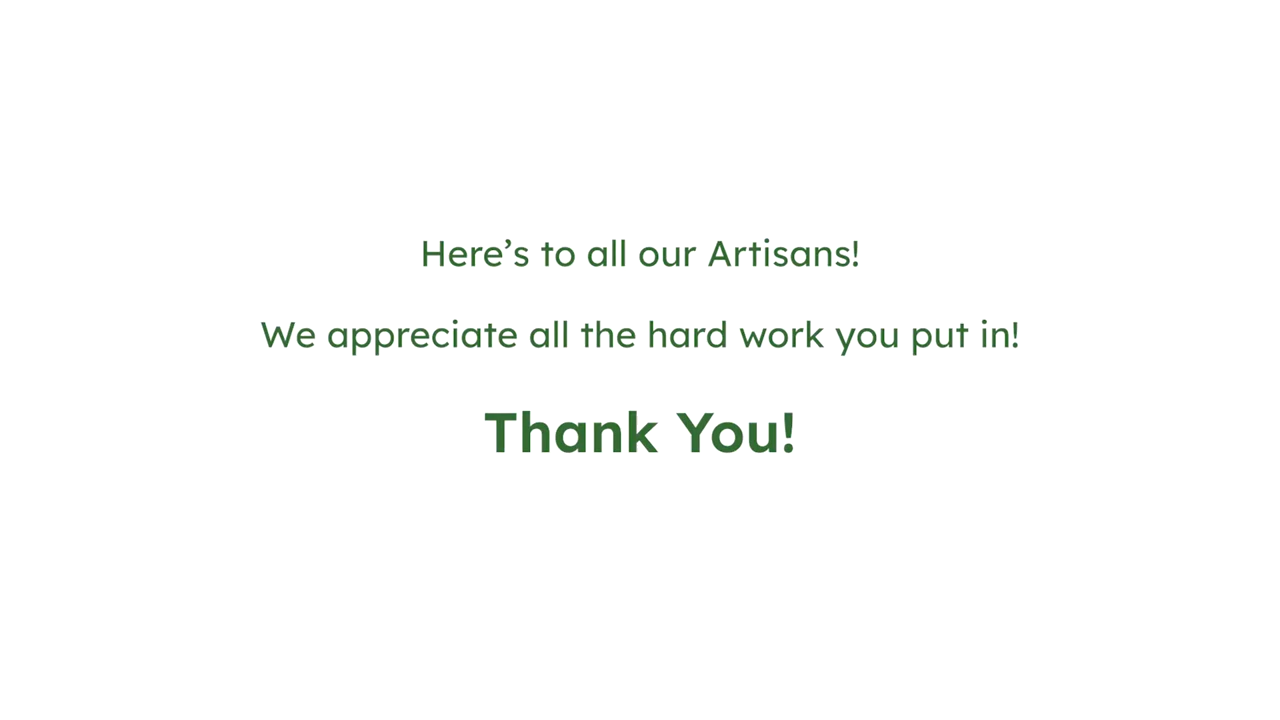 Here’s to all our Artisans!
We appreciate all the hard work you put in!
Thank You!